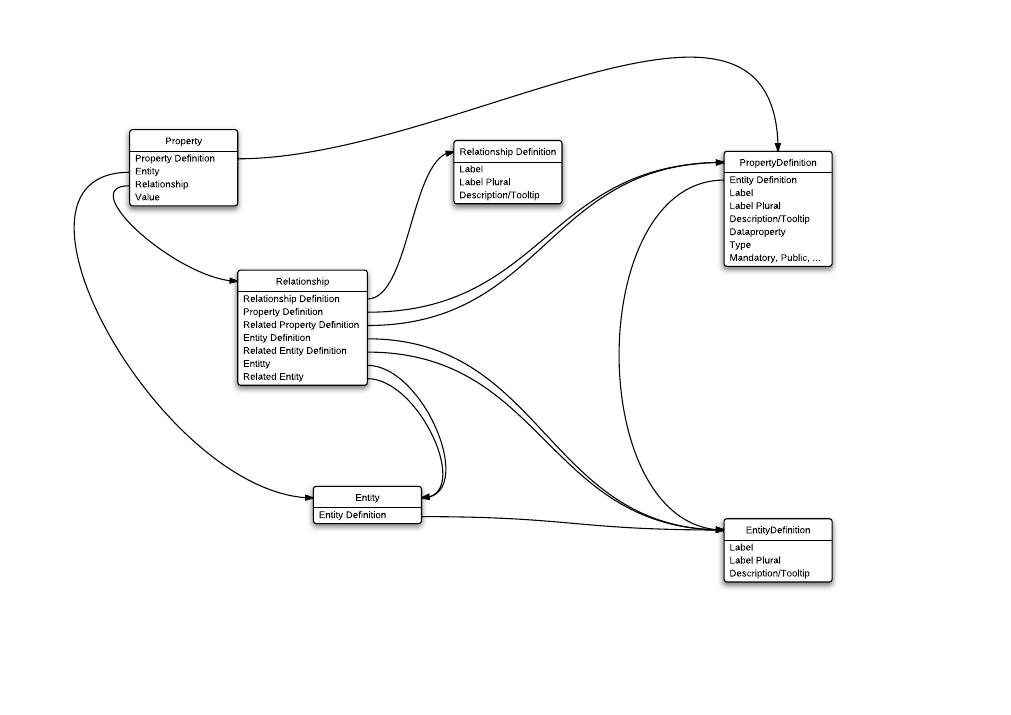 Property
Property Definition
Entity
Relationship
Value
Relationship Definition
Label
Label Plural
Description/Tooltip
PropertyDefinition
Entity Definition
Label
Label Plural
Description/Tooltip
Dataproperty
Type
Mandatory, Public, ...
Relationship
Relationship Definition
Property Definition
Related Property Definition
Entity Definition
Related Entity Definition
Entitty
Related Entity
Entity
Entity Definition
EntityDefinition
Label
Label Plural
Description/Tooltip